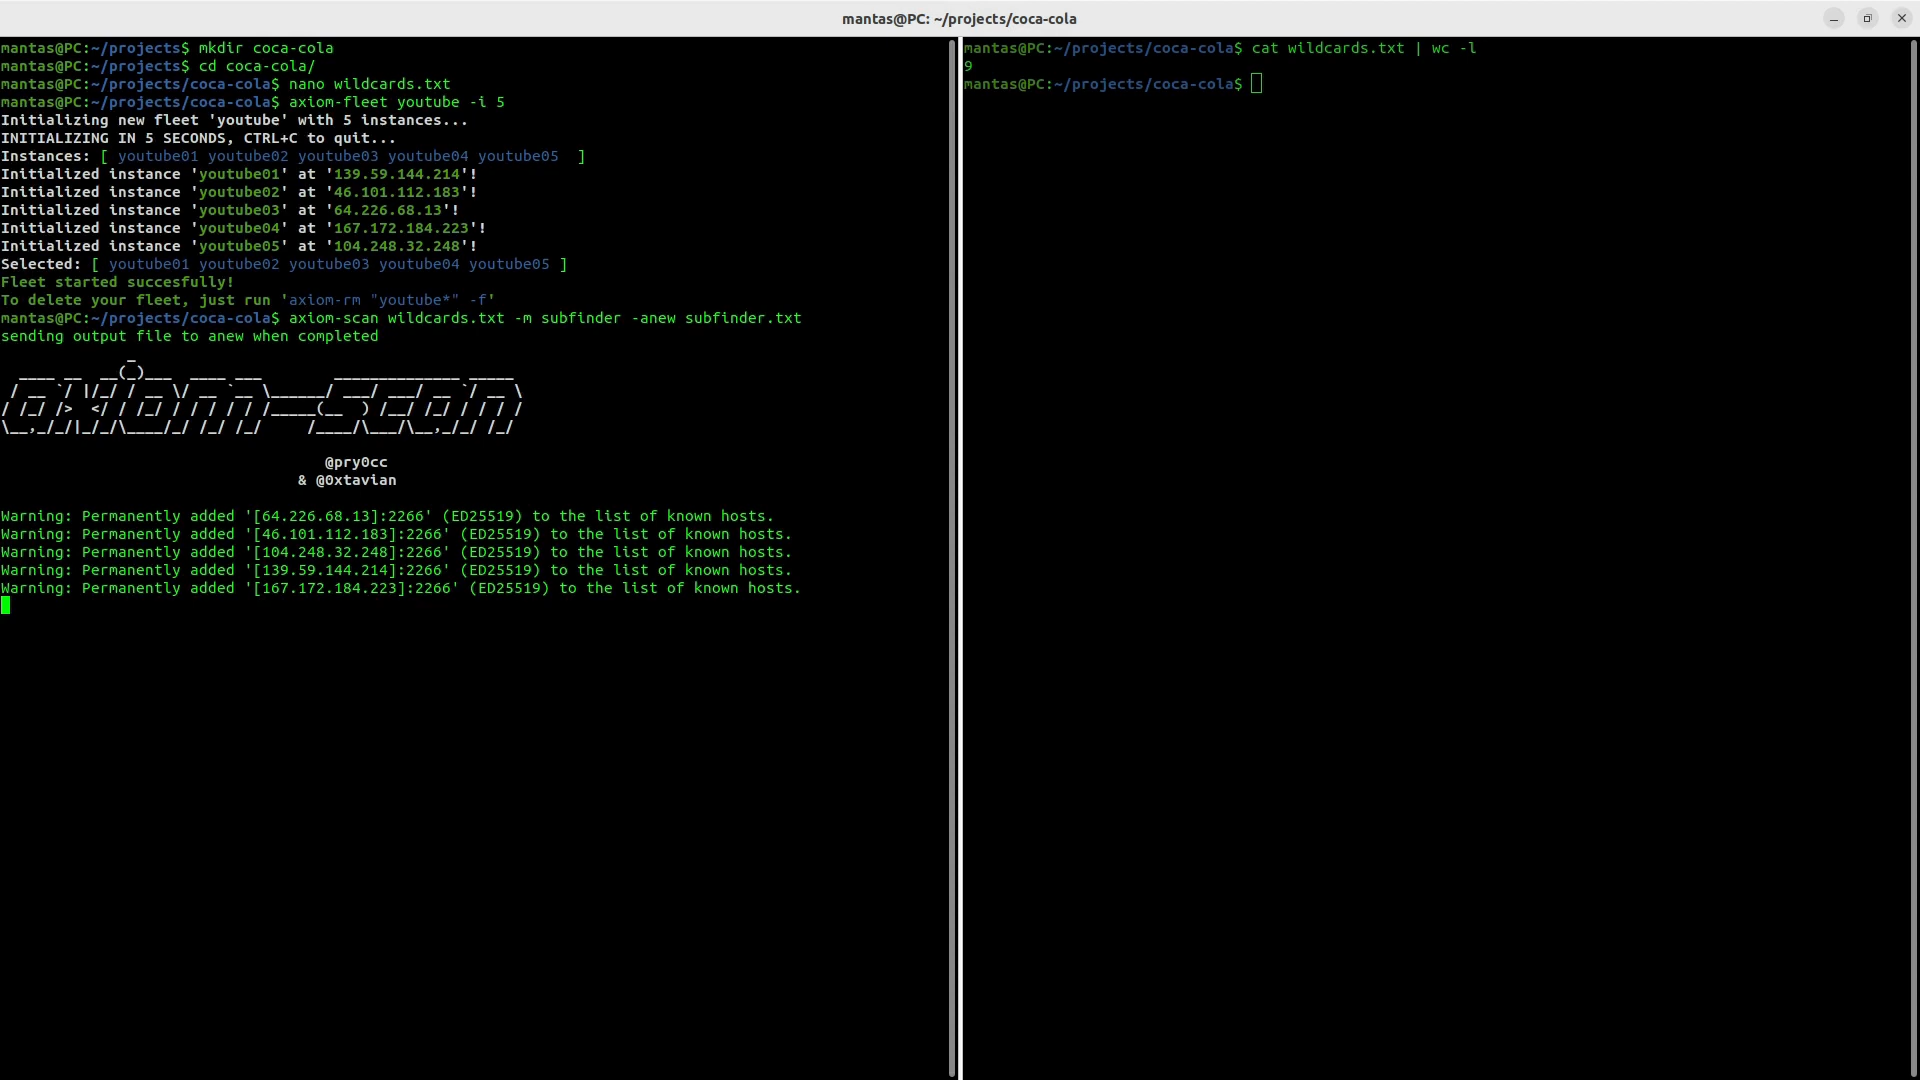 mantas@PC: ~/projects/coca-cola
mantas@PC:~/projects$ mkdir coca-cola
mantas@PC:~/projects$ cd coca-cola/
mantas@PC:~/projects/coca-cola$ nano wildcards.txt
mantas@PC:~/projects/coca-cola$ axiom-fleet youtube -i 5
Initializing new fleet 'youtube' with 5 instances...
INITIALIZING IN 5 SECONDS, CTRL+C to quit...
Instances: [ youtube01 youtube02 youtube03 youtube04 youtube05  ]
Initialized instance 'youtube01' at '139.59.144.214'!
Initialized instance 'youtube02' at '46.101.112.183'!
Initialized instance 'youtube03' at '64.226.68.13'!
Initialized instance 'youtube04' at '167.172.184.223'!
Initialized instance 'youtube05' at '104.248.32.248'!
Selected: [ youtube01 youtube02 youtube03 youtube04 youtube05 ]
Fleet started succesfully!
To delete your fleet, just run 'axiom-rm "youtube*" -f'
mantas@PC:~/projects/coca-cola$ axiom-scan wildcards.txt -m subfinder -anew subfinder.txt
sending output file to anew when completed
axiom-scan
@pry0cc
& @0xtavian
Warning: Permanently added '[64.226.68.13]:2266' (ED25519) to the list of known hosts.
Warning: Permanently added '[46.101.112.183]:2266' (ED25519) to the list of known hosts.
Warning: Permanently added '[104.248.32.248]:2266' (ED25519) to the list of known hosts.
Warning: Permanently added '[139.59.144.214]:2266' (ED25519) to the list of known hosts.
Warning: Permanently added '[167.172.184.223]:2266' (ED25519) to the list of known hosts.
mantas@PC:~/projects/coca-cola$ cat wildcards.txt | wc -l
9
mantas@PC:~/projects/coca-cola$